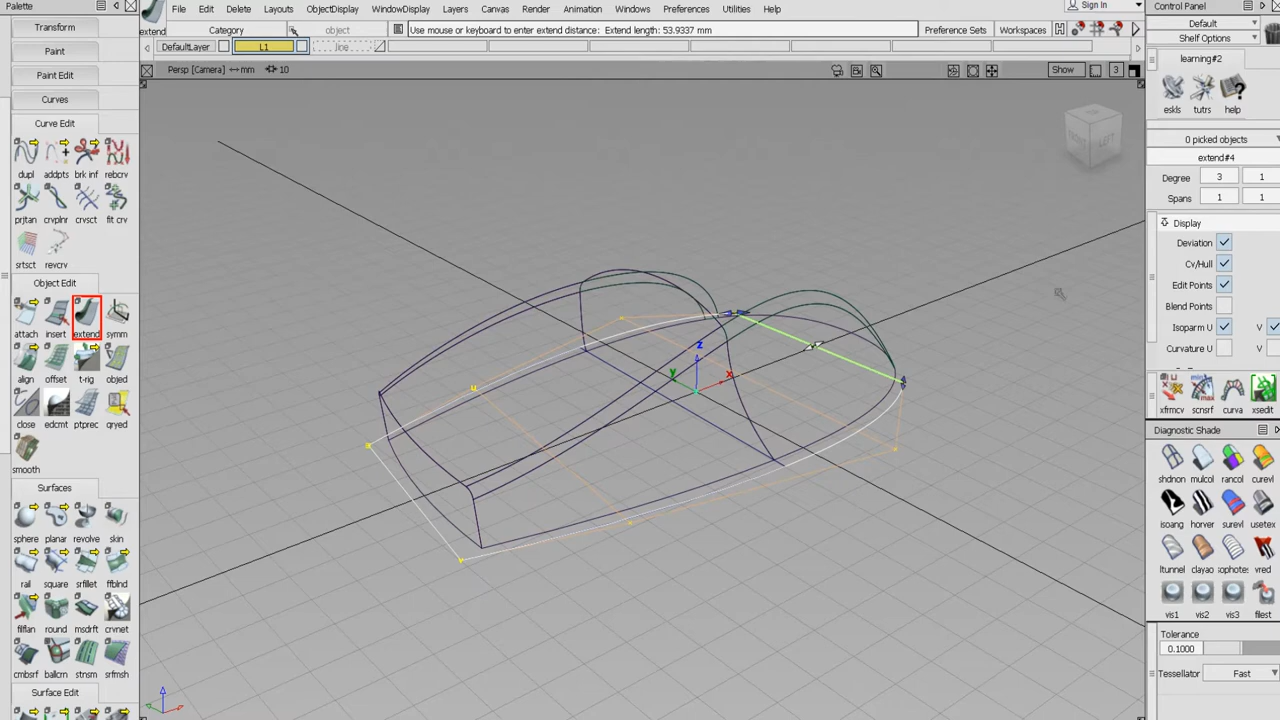 Palette
Transform
Paint
Paint Edit
Curves
Curve Edit
dupl addpts brk inf rebcrv
prjtan crvplnr crvsct fit crv
srtsct revcrv
Object Edit
attach insert extend symm
align offset t-rig objed
close edcmt ptprec qryed
smooth
Surfaces
sphere planar revolve skin
rail square srfillet ffblnd
filflan round msdrft crvnet
cmbsrf ballcrn stnsm srfmsh
Surface Edit
extend
File Edit Delete Layouts ObjectDisplay WindowDisplay Layers Canvas Render Animation Windows Preferences Utilities Help
Sign In
Category object
Use mouse or keyboard to enter extend distance: Extend length: 53.9337 mm
Preference Sets Workspaces
DefaultLayer L1 line
Persp [Camera] mm 10
Show 3
u
z
y
x
Control Panel
Default
Shelf Options
learning#2
eskls tutrs help
0 picked objects
extend#4
Degree 3 1
Spans 1 1
Display
Deviation
Cv/Hull
Edit Points
Blend Points
Isoparm U V
Curvature U V
xfrmcv scnsrf curva xsedit
Diagnostic Shade
shdnon mulcol rancol curevl
isoang horver surevl usetex
ltunnel clayao sophotes vred
vis1 vis2 vis3 filest
Tolerance
0.1000
Tessellator Fast